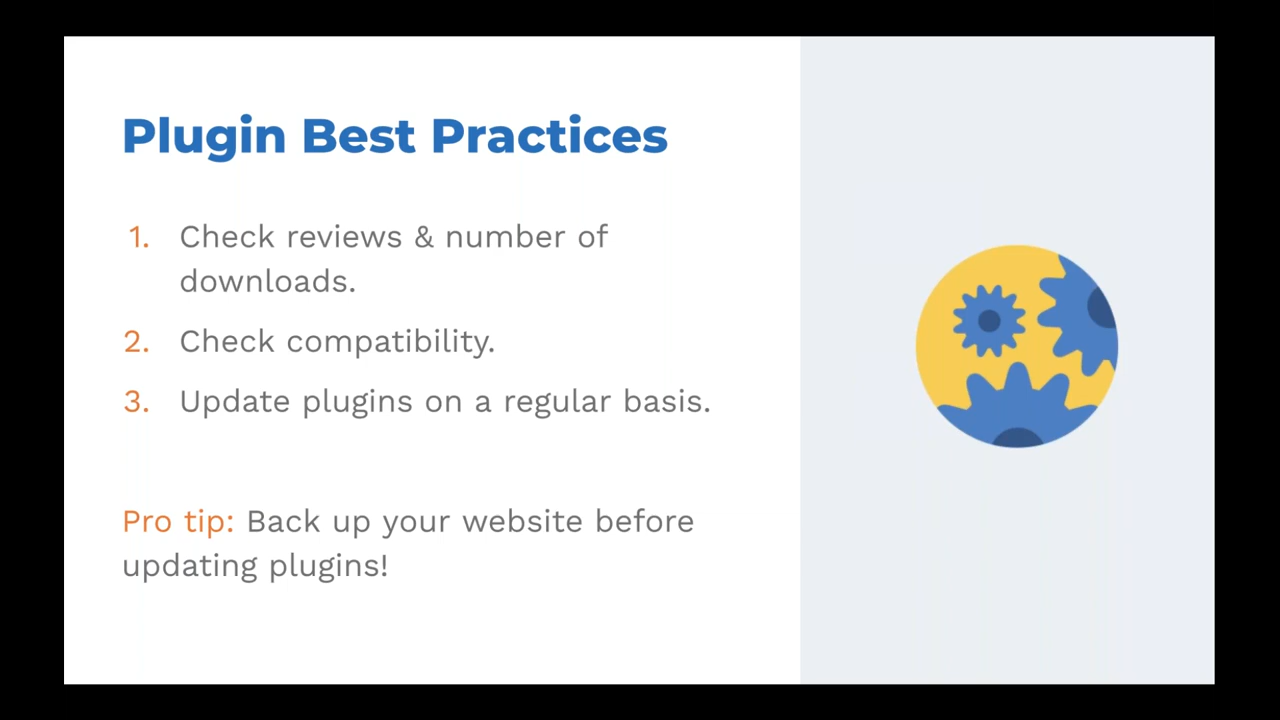 Plugin Best Practices
1. Check reviews & number of
downloads.
2. Check compatibility.
3. Update plugins on a regular basis.
Pro tip: Back up your website before
updating plugins!